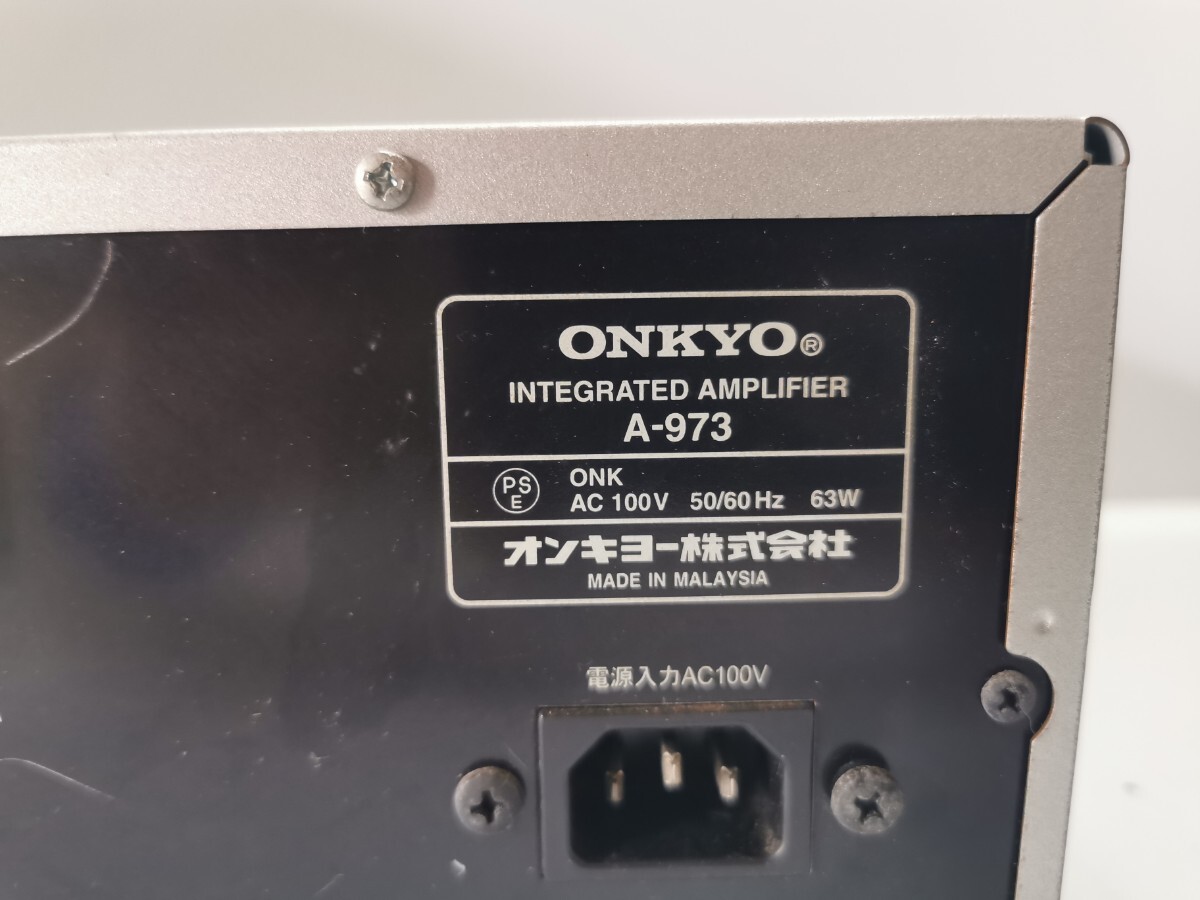 ONKYO®
INTEGRATED AMPLIFIER
A-973
PS
E
ONK
AC 100V 50/60Hz 63W
オンキヨー株式会社
MADE IN MALAYSIA
電源入力AC100V